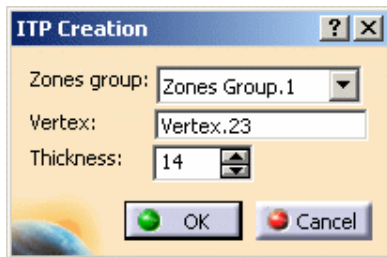 ITP Creation
Zones group: Zones Group.1
Vertex: Vertex.23
Thickness: 14
OK Cancel